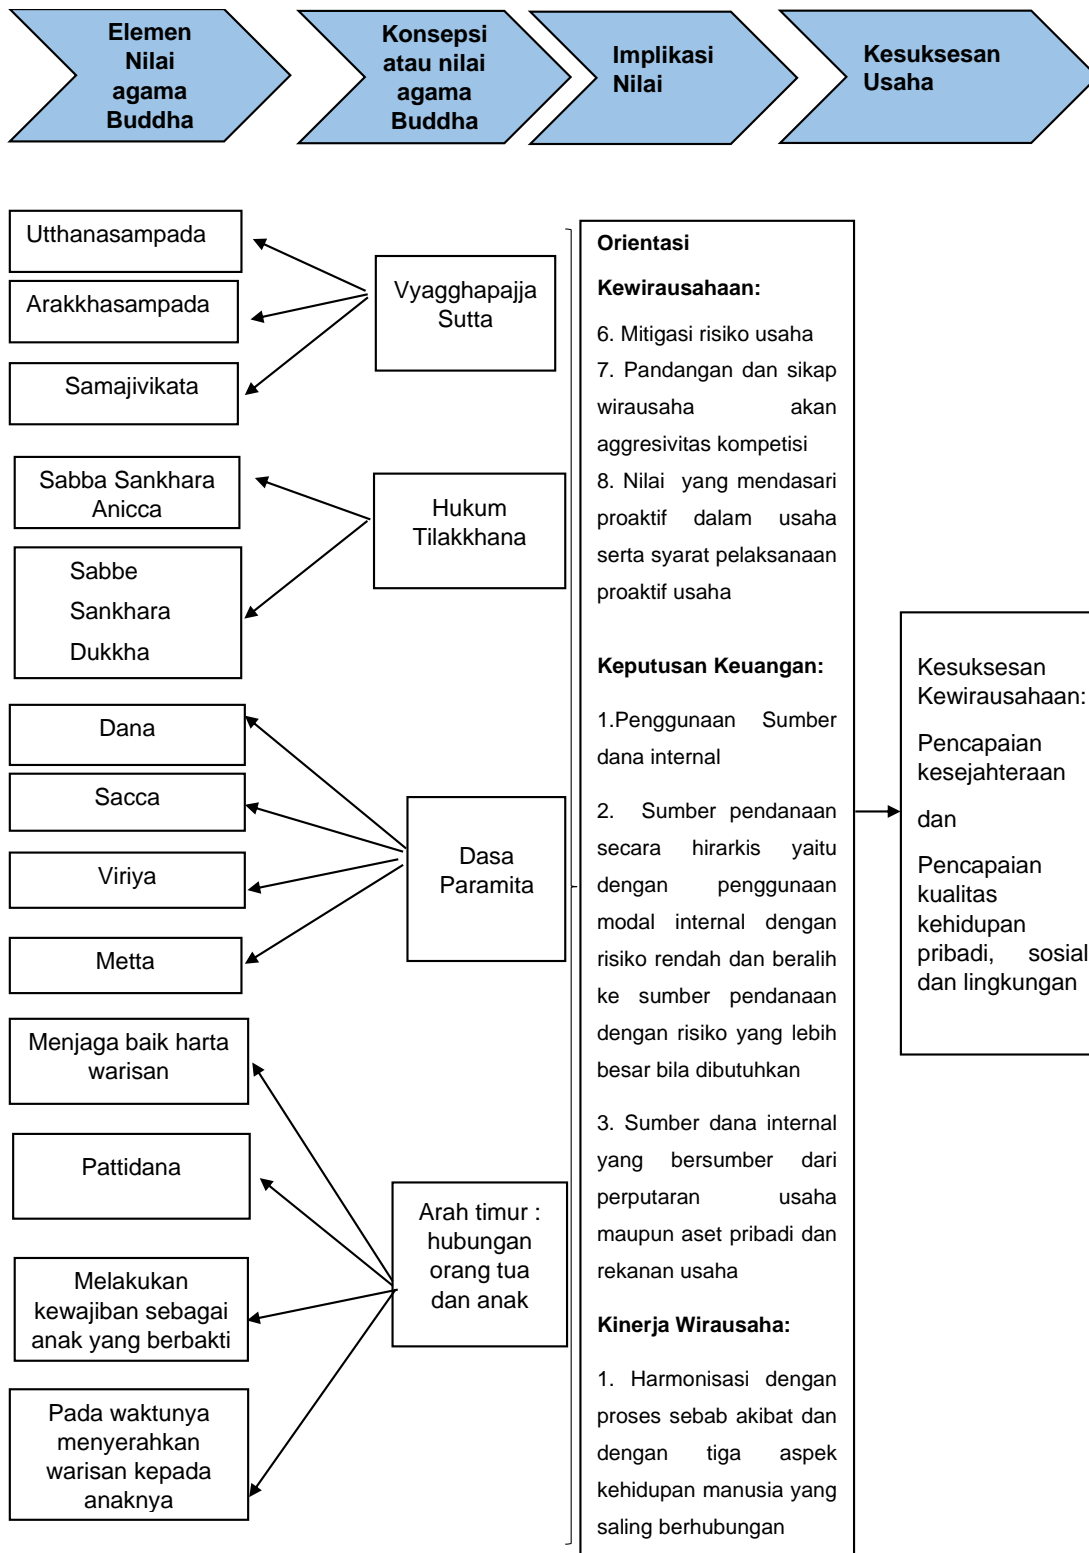 Elemen
Nilai
agama
Buddha
Konsepsi
atau nilai
agama
Buddha
Implikasi
Nilai
Kesuksesan
Usaha
Utthanasampada
Arakkhasampada
Samajivikata
Vyagghapajja
Sutta
Sabba Sankhara
Anicca
Sabbe
Sankhara
Dukkha
Hukum
Tilakkhana
Dana
Sacca
Viriya
Metta
Dasa
Paramita
Menjaga baik harta
warisan
Pattidana
Melakukan
kewajiban sebagai
anak yang berbakti
Pada waktunya
menyerahkan
warisan kepada
anaknya
Arah timur :
hubungan
orang tua
dan anak
Orientasi
Kewirausahaan:
6. Mitigasi risiko usaha
7. Pandangan dan sikap
wirausaha akan
aggresivitas kompetisi
8. Nilai yang mendasari
proaktif dalam usaha
serta syarat pelaksanaan
proaktif usaha
Keputusan Keuangan:
1.Penggunaan Sumber
dana internal
2. Sumber pendanaan
secara hirarkis yaitu
dengan penggunaan
modal internal dengan
risiko rendah dan beralih
ke sumber pendanaan
dengan risiko yang lebih
besar bila dibutuhkan
3. Sumber dana internal
yang bersumber dari
perputaran usaha
maupun aset pribadi dan
rekanan usaha
Kinerja Wirausaha:
1. Harmonisasi dengan
proses sebab akibat dan
dengan tiga aspek
kehidupan manusia yang
saling berhubungan
Kesuksesan
Kewirausahaan:
Pencapaian
kesejahteraan
dan
Pencapaian
kualitas
kehidupan
pribadi, sosial
dan lingkungan